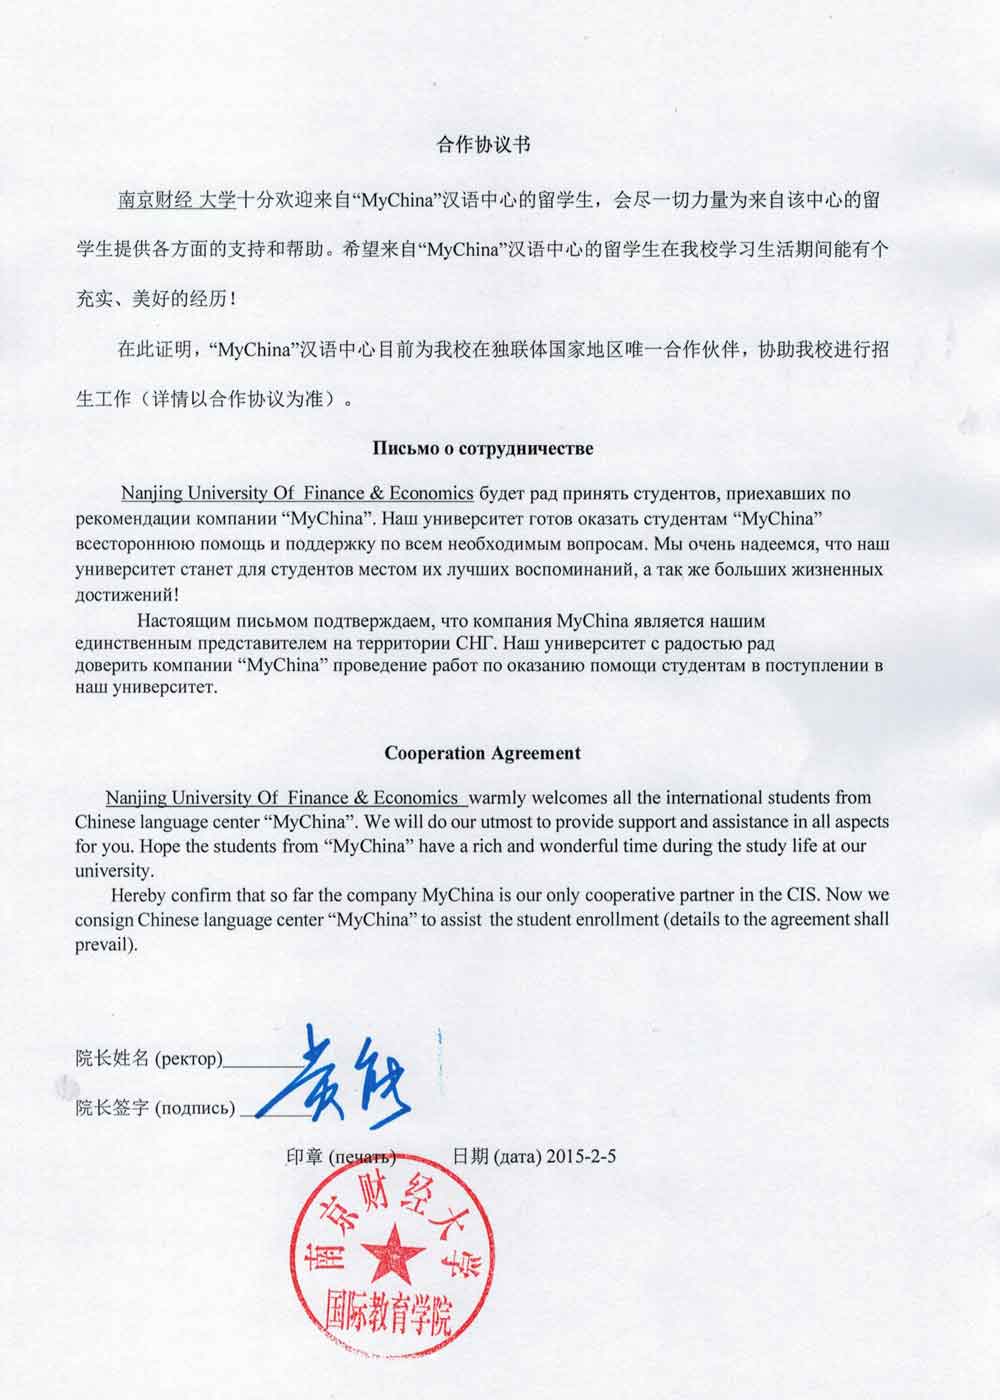 合作协议书
南京财经 大学十分欢迎来自“MyChina”汉语中心的留学生，会尽一切力量为来自该中心的留
学生提供各方面的支持和帮助。希望来自“MyChina”汉语中心的留学生在我校学习生活期间能有个
充实、美好的经历！
在此证明，“MyChina”汉语中心目前为我校在独联体国家地区唯一合作伙伴，协助我校进行招
生工作（详情以合作协议为准）。
Письмо о сотрудничестве
Nanjing University Of Finance & Economics будет рад принять студентов, приехавших по
рекомендации компании “MyChina”. Наш университет готов оказать студентам “MyChina”
всестороннюю помощь и поддержку по всем необходимым вопросам. Мы очень надеемся, что наш
университет станет для студентов местом их лучших воспоминаний, а так же больших жизненных
достижений!
Настоящим письмом подтверждаем, что компания MyChina является нашим
единственным представителем на территории СНГ. Наш университет с радостью рад
доверить компании “MyChina” проведение работ по оказанию помощи студентам в поступлении в
наш университет.
Cooperation Agreement
Nanjing University Of Finance & Economics warmly welcomes all the international students from
Chinese language center “MyChina”. We will do our utmost to provide support and assistance in all aspects
for you. Hope the students from “MyChina” have a rich and wonderful time during the study life at our
university.
Hereby confirm that so far the company MyChina is our only cooperative partner in the CIS. Now we
consign Chinese language center “MyChina” to assist the student enrollment (details to the agreement shall
prevail).
院长姓名 (ректор)
院长签字 (подпись)
印章 (печать) 日期 (дата) 2015-2-5
南京财经大学
国际教育学院